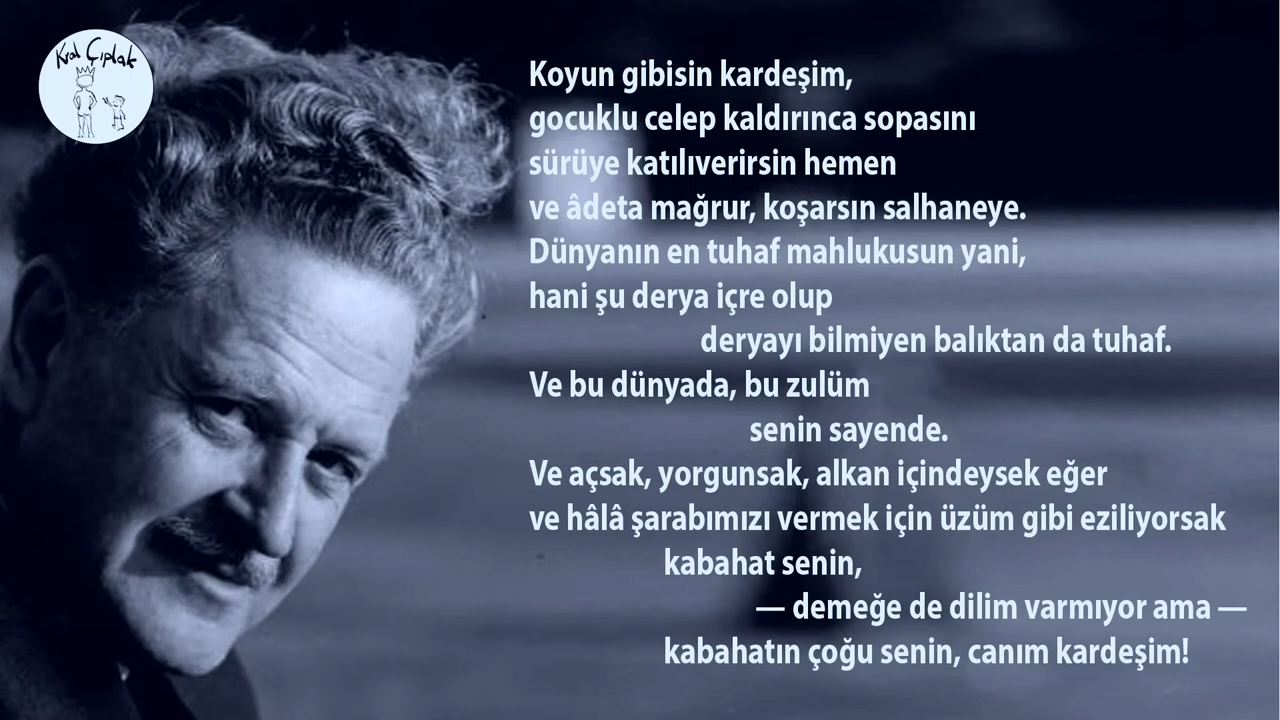 Kral Çıplak
Koyun gibisin kardeşim,
gocuklu celep kaldırınca sopasını
sürüye katılıverirsin hemen
ve âdeta mağrur, koşarsın salhaneye.
Dünyanın en tuhaf mahlukusun yani,
hani şu derya içre olup
deryayı bilmiyen balıktan da tuhaf.
Ve bu dünyada, bu zulüm
senin sayende.
Ve açsak, yorgunsak, alkan içindeysek eğer
ve hâlâ şarabımızı vermek için üzüm gibi eziliyorsak
kabahat senin,
— demeğe de dilim varmıyor ama —
kabahatın çoğu senin, canım kardeşim!